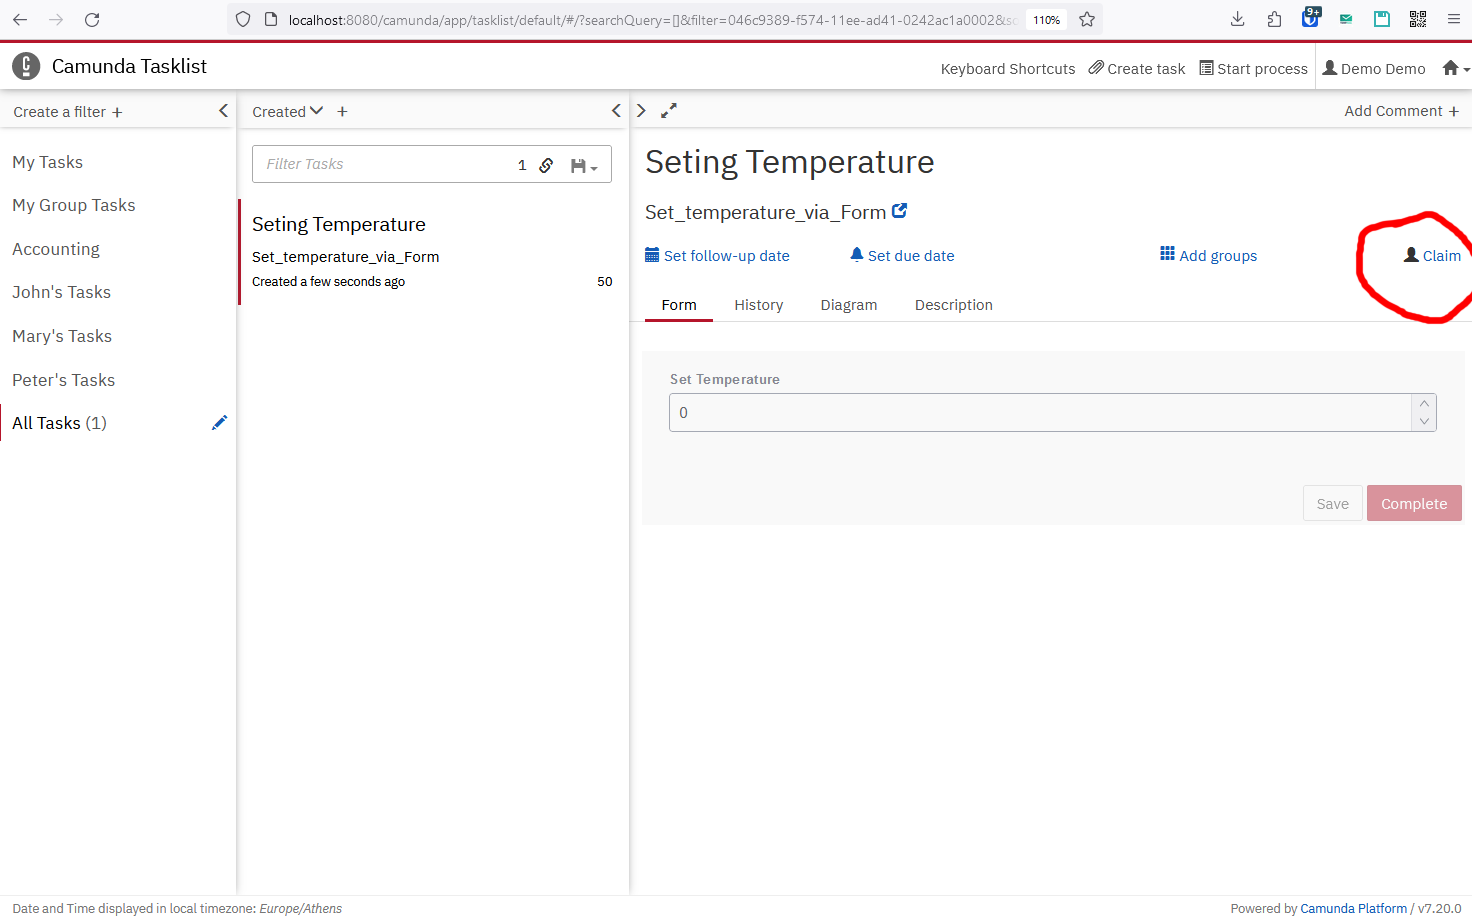 localhost:8080/camunda/app/tasklist/default/#/?searchQuery=[]&filter=046c9389-f574-11ee-ad41-0242ac1a0002&so
110%
9+
Camunda Tasklist
Keyboard Shortcuts
Create task
Start process
Demo Demo
Create a filter +
Created
+
Add Comment +
My Tasks
My Group Tasks
Accounting
John's Tasks
Mary's Tasks
Peter's Tasks
All Tasks (1)
Filter Tasks
1
Seting Temperature
Set_temperature_via_Form
Created a few seconds ago
50
Seting Temperature
Set_temperature_via_Form
Set follow-up date
Set due date
Add groups
Claim
Form
History
Diagram
Description
Set Temperature
0
Save
Complete
Date and Time displayed in local timezone: Europe/Athens
Powered by Camunda Platform / v7.20.0